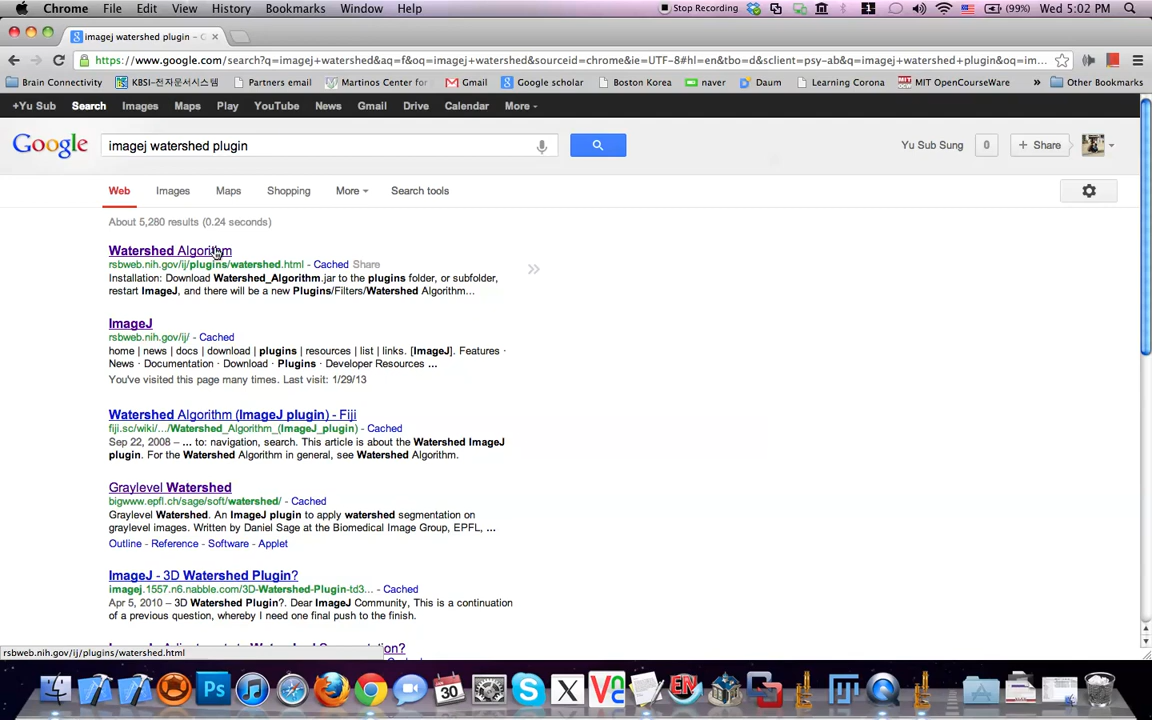 Chrome File Edit View History Bookmarks Window Help Stop Recording 1 (99%) Wed 5:02 PM
imagej watershed plugin – G
https://www.google.com/search?q=imagej+watershed&aq=f&oq=imagej+watershed&sourceid=chrome&ie=UTF-8#hl=en&tbo=d&sclient=psy-ab&q=imagej+watershed+plugin&oq=im...
Brain Connectivity KBSI-전자문서시스템 Partners email Martinos Center for Gmail Google scholar Boston Korea naver Daum Learning Corona MIT OpenCourseWare » Other Bookmarks
+Yu Sub Search Images Maps Play YouTube News Gmail Drive Calendar More
Google imagej watershed plugin Yu Sub Sung 0 + Share
Web Images Maps Shopping More Search tools
About 5,280 results (0.24 seconds)
Watershed Algorithm
rsbweb.nih.gov/ij/plugins/watershed.html - Cached Share
Installation: Download Watershed_Algorithm.jar to the plugins folder, or subfolder,
restart ImageJ, and there will be a new Plugins/Filters/Watershed Algorithm...
ImageJ
rsbweb.nih.gov/ij/ - Cached
home | news | docs | download | plugins | resources | list | links. [ImageJ]. Features ·
News · Documentation · Download · Plugins · Developer Resources ...
You've visited this page many times. Last visit: 1/29/13
Watershed Algorithm (ImageJ plugin) - Fiji
fiji.sc/wiki/.../Watershed_Algorithm_(ImageJ_plugin) - Cached
Sep 22, 2008 – ... to: navigation, search. This article is about the Watershed ImageJ
plugin. For the Watershed Algorithm in general, see Watershed Algorithm.
Graylevel Watershed
bigwww.epfl.ch/sage/soft/watershed/ - Cached
Graylevel Watershed. An ImageJ plugin to apply watershed segmentation on
graylevel images. Written by Daniel Sage at the Biomedical Image Group, EPFL, ...
Outline - Reference - Software - Applet
ImageJ - 3D Watershed Plugin?
imagej.1557.n6.nabble.com/3D-Watershed-Plugin-td3... - Cached
Apr 5, 2010 – 3D Watershed Plugin?. Dear ImageJ Community, This is a continuation
of a previous question, whereby I need one final push to the finish.
rsbweb.nih.gov/ij/plugins/watershed.html
Ps 30 EN